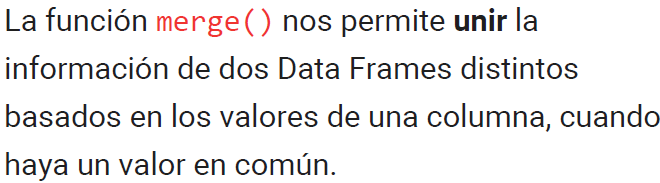 La función merge() nos permite unir la
información de dos Data Frames distintos
basados en los valores de una columna, cuando
haya un valor en común.